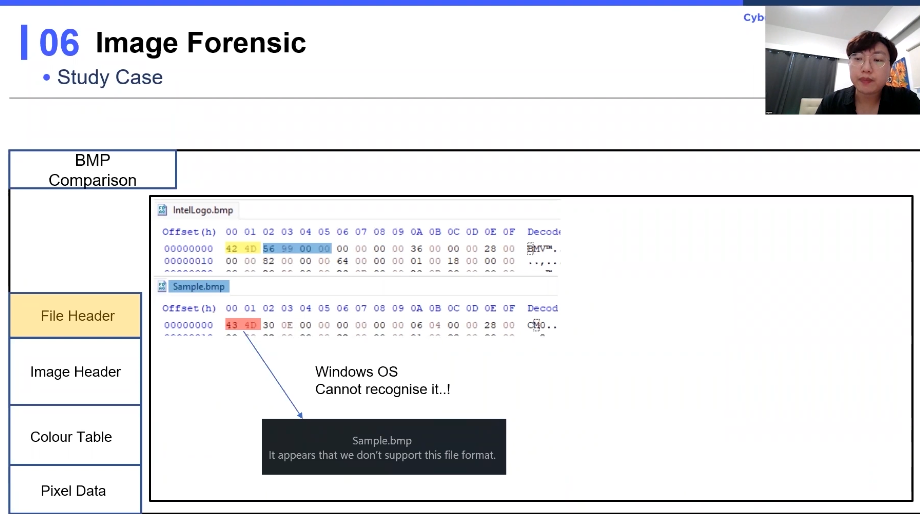 Cybe
06 Image Forensic
• Study Case
BMP
Comparison
IntelLogo.bmp
Offset(h) 00 01 02 03 04 05 06 07 08 09 0A 0B 0C 0D 0E 0F Decode
00000000 42 4D 56 99 00 00 00 00 00 00 36 00 00 00 28 00 BMV™..
00000010 00 00 82 00 00 00 64 00 00 00 01 00 18 00 00 00 ..‚...
Sample.bmp
Offset(h) 00 01 02 03 04 05 06 07 08 09 0A 0B 0C 0D 0E 0F Decod
00000000 43 4D 30 0E 00 00 00 00 00 00 06 04 00 00 28 00 CM0..
File Header
Image Header
Colour Table
Pixel Data
Windows OS
Cannot recognise it..!
Sample.bmp
It appears that we don't support this file format.